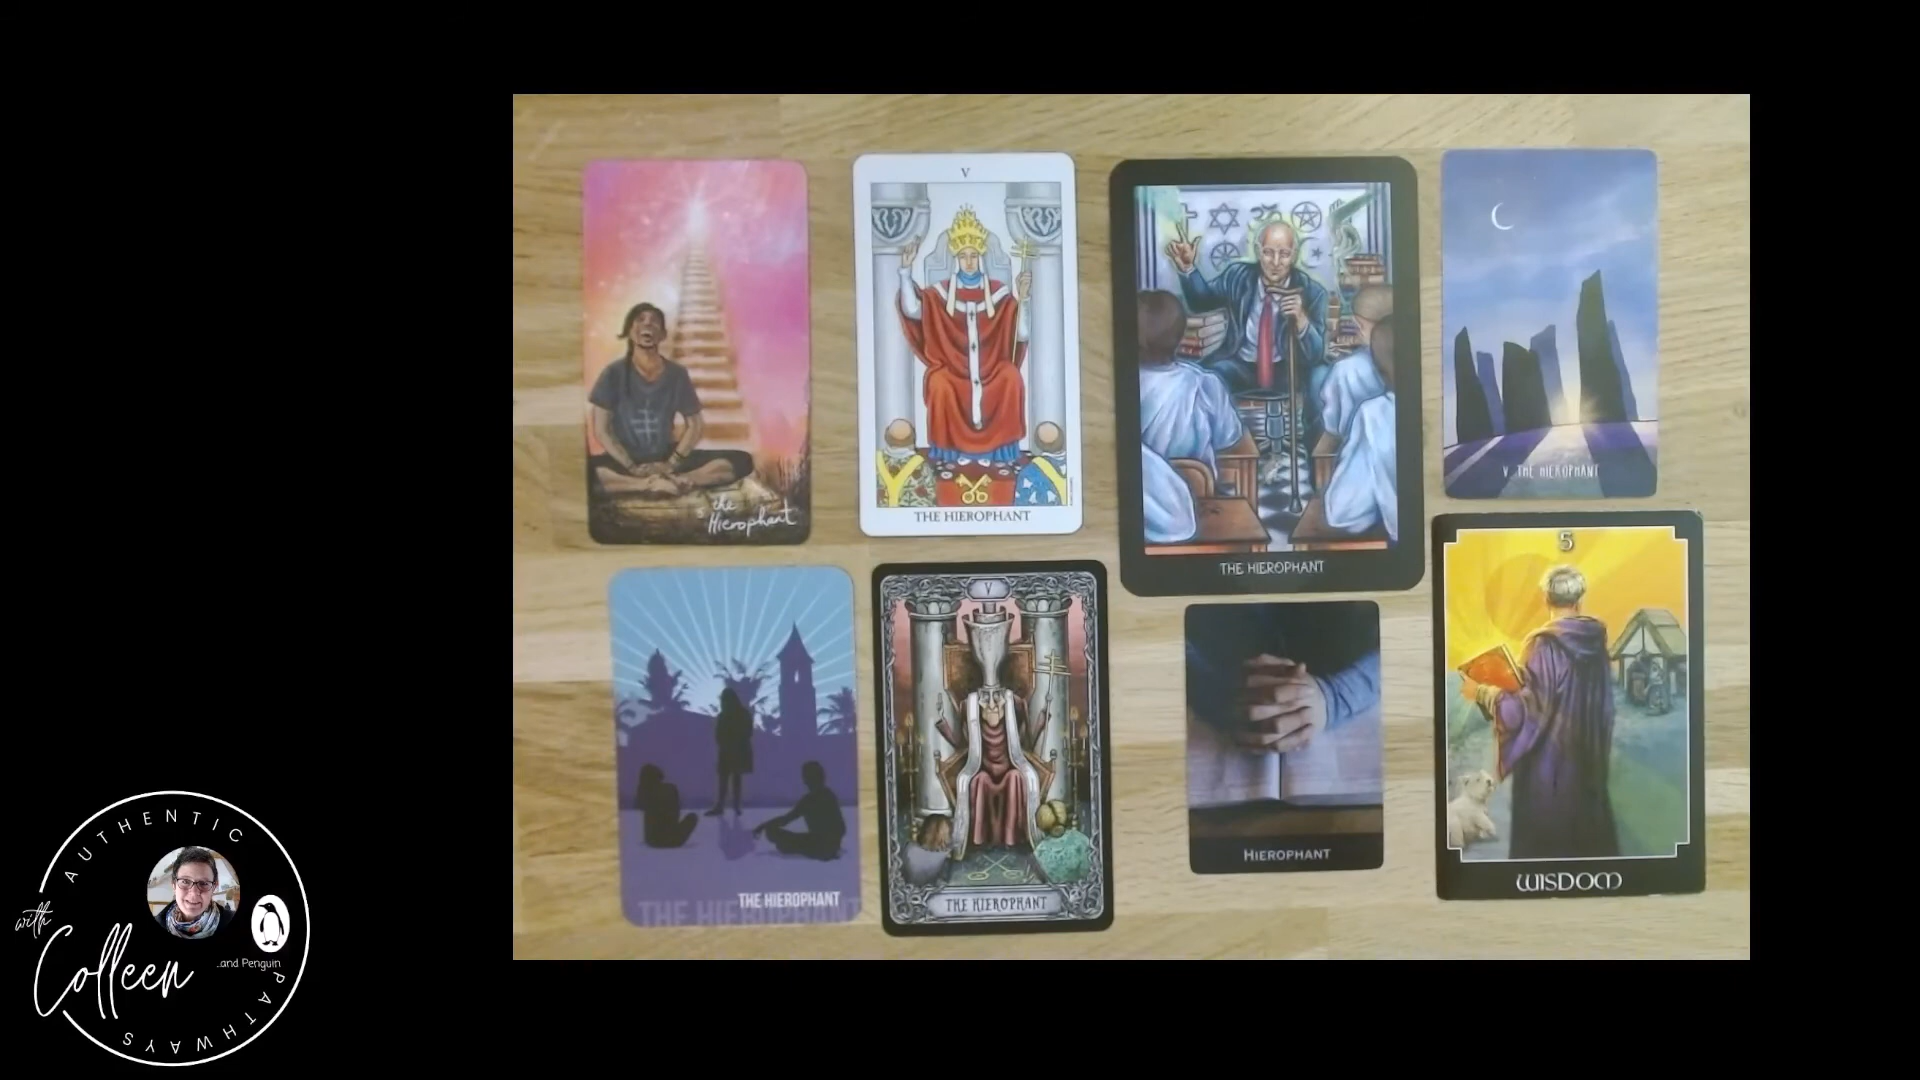 the
5 Hierophant
V
THE HIEROPHANT
THE HIEROPHANT
V THE HIEROPHANT
THE HIEROPHANT
THE HIEROPHANT
V
THE HIEROPHANT
HIEROPHANT
5
WISDOM
AUTHENTIC
with
Colleen
...and Penguin
PATHWAYS